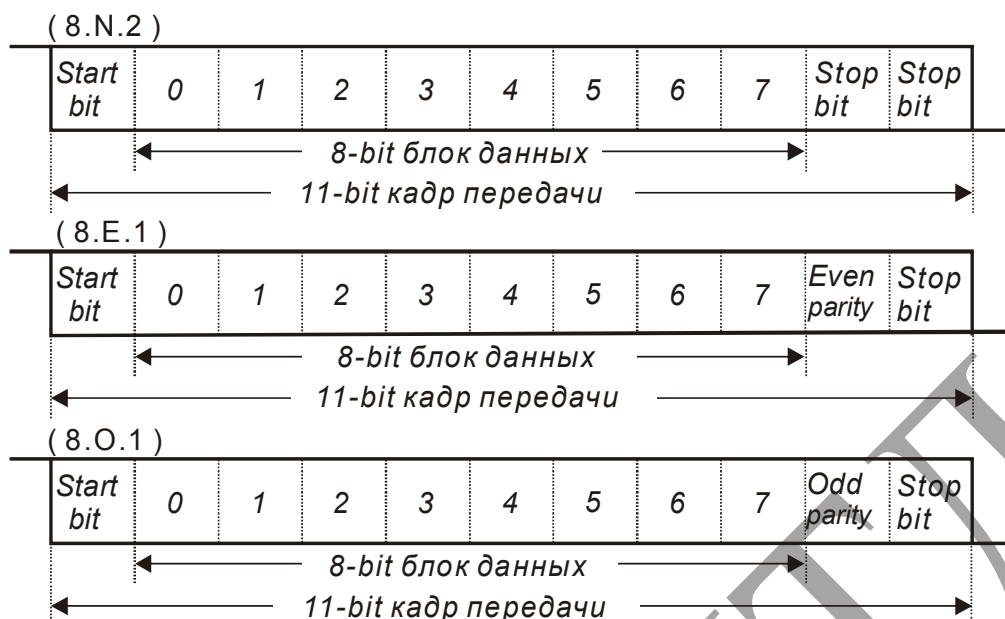 ( 8.N.2 )
Start bit 0 1 2 3 4 5 6 7 Stop bit Stop bit
8-bit блок данных
11-bit кадр передачи
( 8.E.1 )
Start bit 0 1 2 3 4 5 6 7 Even parity Stop bit
8-bit блок данных
11-bit кадр передачи
( 8.O.1 )
Start bit 0 1 2 3 4 5 6 7 Odd parity Stop bit
8-bit блок данных
11-bit кадр передачи